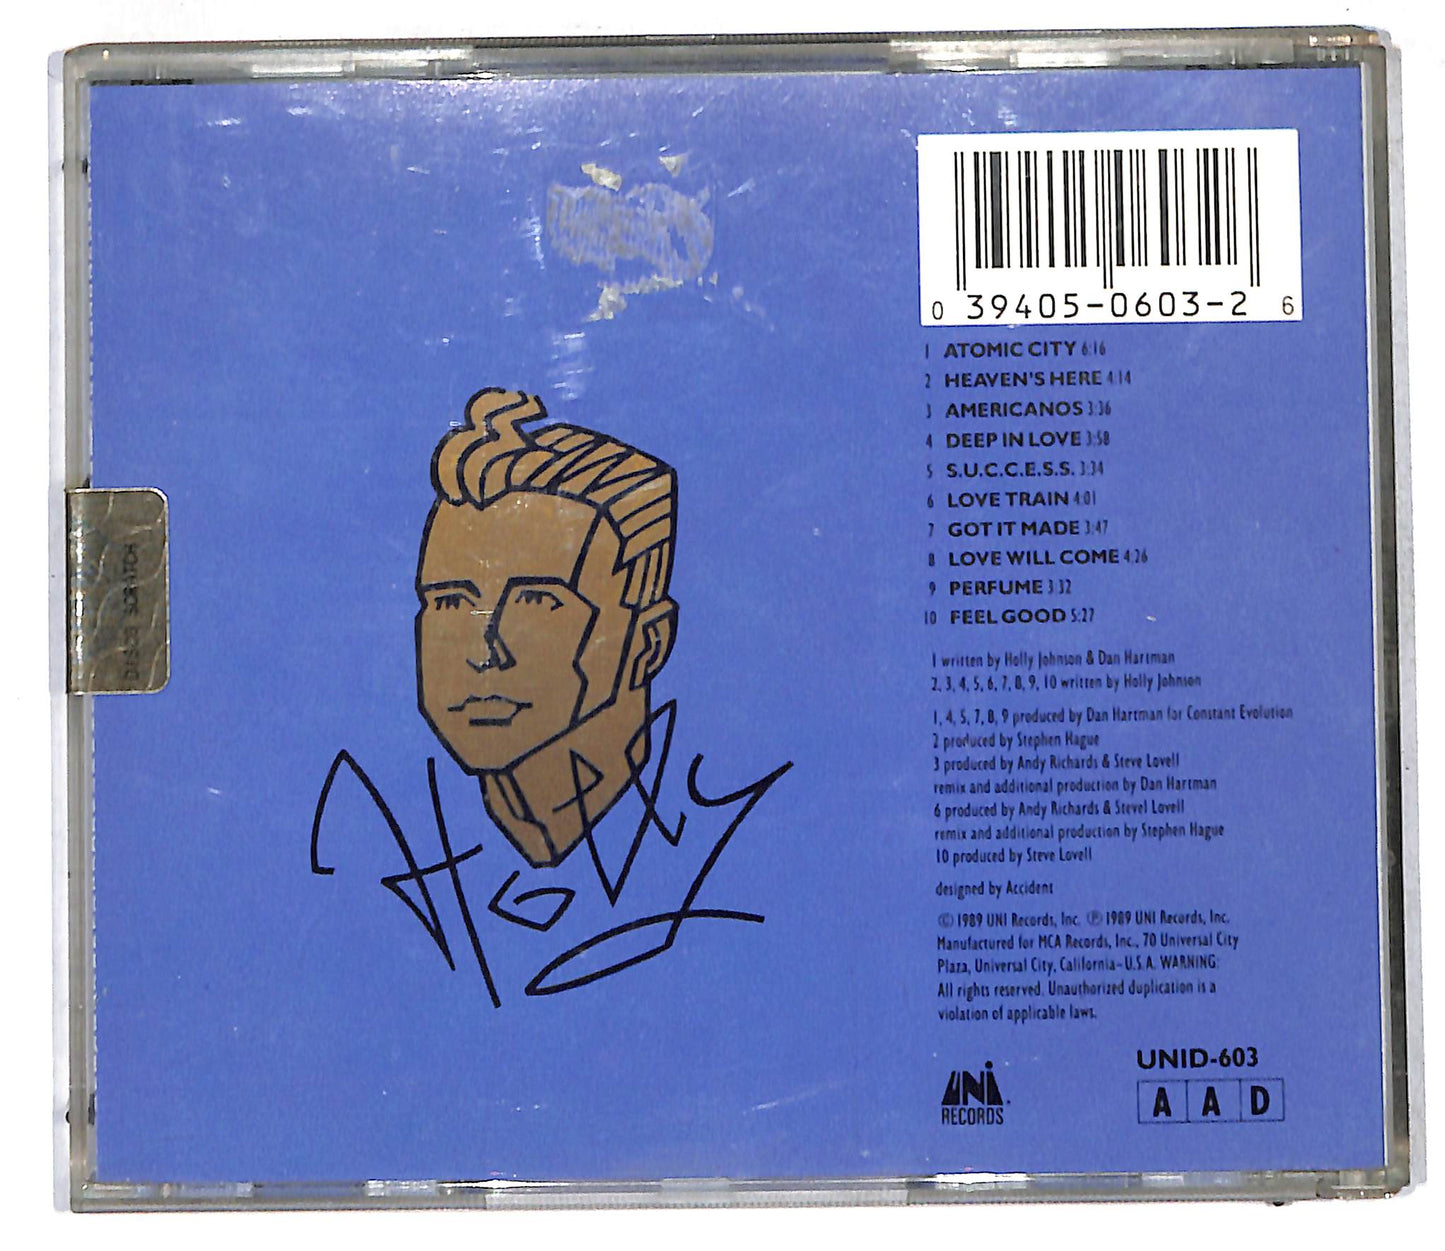 0 39405-0603-2 6
1 ATOMIC CITY 6:16
2 HEAVEN'S HERE 4:14
3 AMERICANOS 3:36
4 DEEP IN LOVE 3:58
5 S.U.C.C.E.S.S. 3:34
6 LOVE TRAIN 4:01
7 GOT IT MADE 3:47
8 LOVE WILL COME 4:26
9 PERFUME 3:32
10 FEEL GOOD 5:27
1 written by Holly Johnson & Dan Hartman
2, 3, 4, 5, 6, 7, 8, 9, 10 written by Holly Johnson
1, 4, 5, 7, 8, 9 produced by Dan Hartman for Constant Evolution
2 produced by Stephen Hague
3 produced by Andy Richards & Steve Lovell
remix and additional production by Dan Hartman
6 produced by Andy Richards & Stevel Lovell
remix and additional production by Stephen Hague
10 produced by Steve Lovell
designed by Accident
© 1989 UNI Records, Inc. ℗ 1989 UNI Records, Inc.
Manufactured for MCA Records, Inc., 70 Universal City
Plaza, Universal City, California-U.S.A. WARNING:
All rights reserved. Unauthorized duplication is a
violation of applicable laws.
UNI
RECORDS
UNID-603
A A D
Holly
DISCS SCRATCH